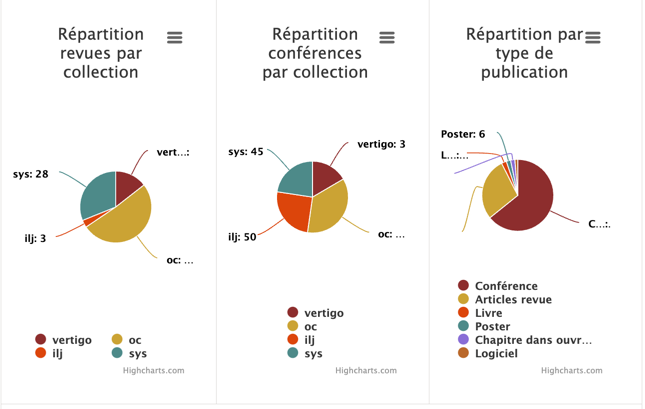 Répartition
revues par
collection
vert...:
sys: 28
ilj: 3
oc: ...
vertigo
oc
ilj
sys
Highcharts.com
Répartition
conférences
par collection
sys: 45
vertigo: 3
ilj: 50
oc: ...
vertigo
oc
ilj
sys
Highcharts.com
Répartition par
type de
publication
Poster: 6
L...:...
C...:.
Conférence
Articles revue
Livre
Poster
Chapitre dans ouvr...
Logiciel
Highcharts.com